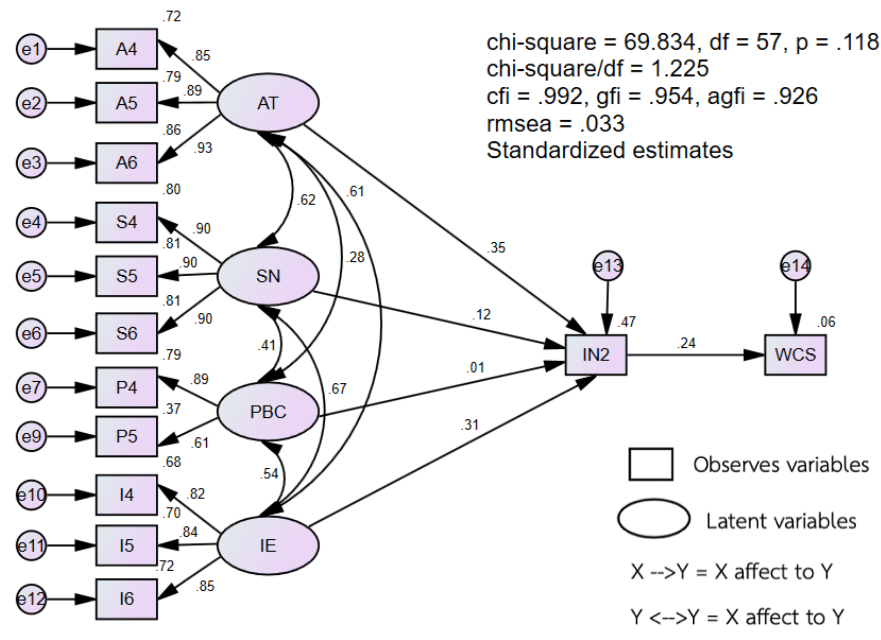 chi-square = 69.834, df = 57, p = .118
chi-square/df = 1.225
cfi = .992, gfi = .954, agfi = .926
rmsea = .033
Standardized estimates
.72
e1 A4 .85
.79
e2 A5 .89 AT
.86
e3 A6 .93
.80
.62 .61 .28 .35
e4 S4 .90
.81
e5 S5 .90 SN
.81
e6 S6 .90
.12
e13 e14
.47 .06
.79
.41
IN2 .24 WCS
e7 P4 .89
.37
.67 .01
PBC
e9 P5 .61
.68
.31
.54
e10 I4 .82
.70
e11 I5 .84 IE
.72
e12 I6 .85
Observes variables
Latent variables
X -->Y = X affect to Y
Y <-->Y = X affect to Y